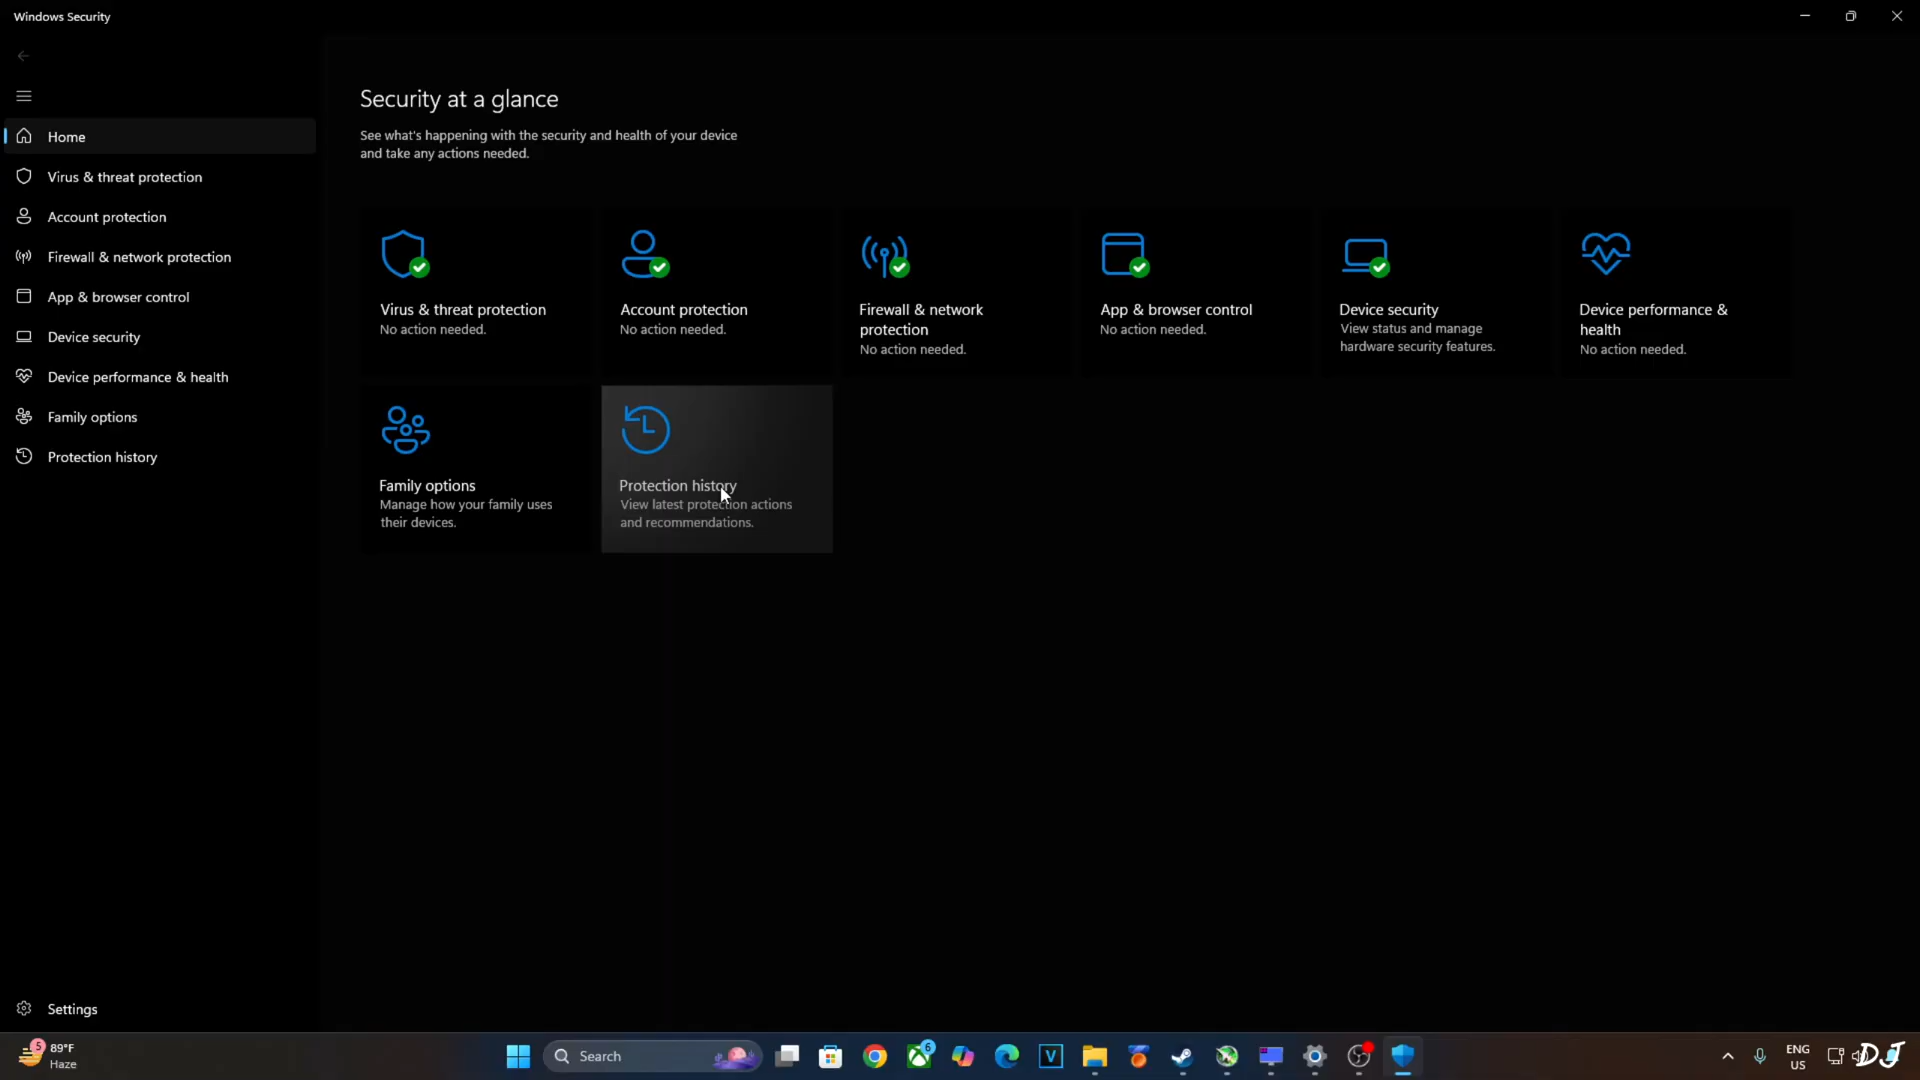 Windows Security
Home
Virus & threat protection
Account protection
Firewall & network protection
App & browser control
Device security
Device performance & health
Family options
Protection history
Settings
Security at a glance
See what's happening with the security and health of your device
and take any actions needed.
Virus & threat protection
No action needed.
Account protection
No action needed.
Firewall & network
protection
No action needed.
App & browser control
No action needed.
Device security
View status and manage
hardware security features.
Device performance &
health
No action needed.
Family options
Manage how your family uses
their devices.
Protection history
View latest protection actions
and recommendations.
5
89°F
Haze
Search
6
V
ENG
US
DJ